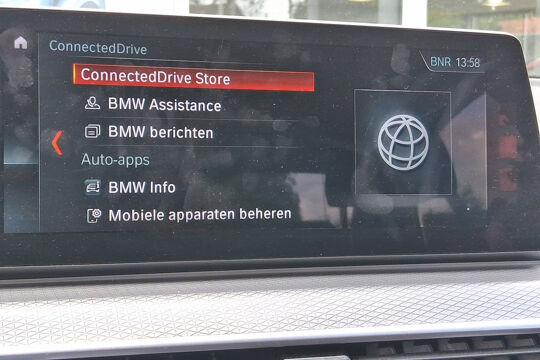 ConnectedDrive
BNR 13:58
ConnectedDrive Store
BMW Assistance
BMW berichten
Auto-apps
BMW Info
Mobiele apparaten beheren